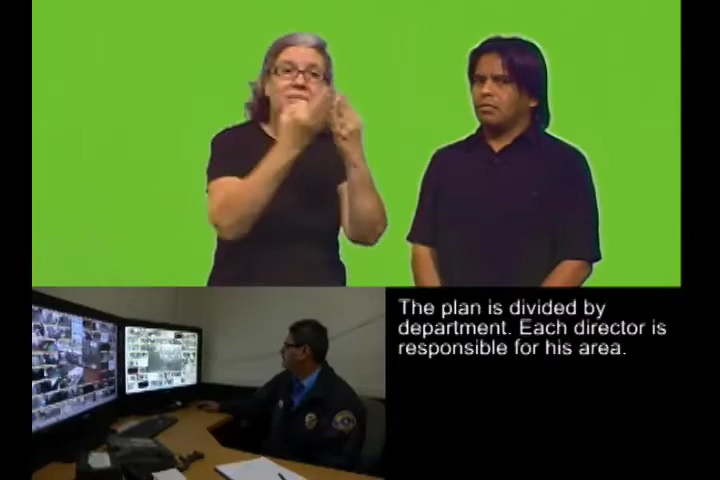 The plan is divided by
department. Each director is
responsible for his area.